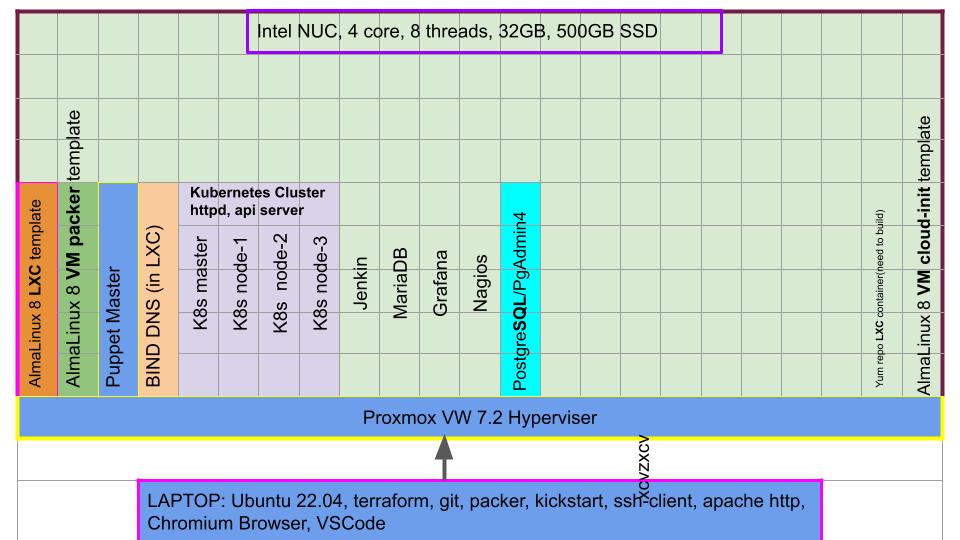 Intel NUC, 4 core, 8 threads, 32GB, 500GB SSD
AlmaLinux 8 LXC template
AlmaLinux 8 VM packer template
Puppet Master
BIND DNS (in LXC)
Kubernetes Cluster
httpd, api server
K8s master
K8s node-1
K8s node-2
K8s node-3
Jenkin
MariaDB
Grafana
Nagios
PostgreSQL/PgAdmin4
Yum repo LXC container(need to build)
AlmaLinux 8 VM cloud-init template
Proxmox VW 7.2 Hyperviser
xcvzxcv
LAPTOP: Ubuntu 22.04, terraform, git, packer, kickstart, ssh-client, apache http,
Chromium Browser, VSCode